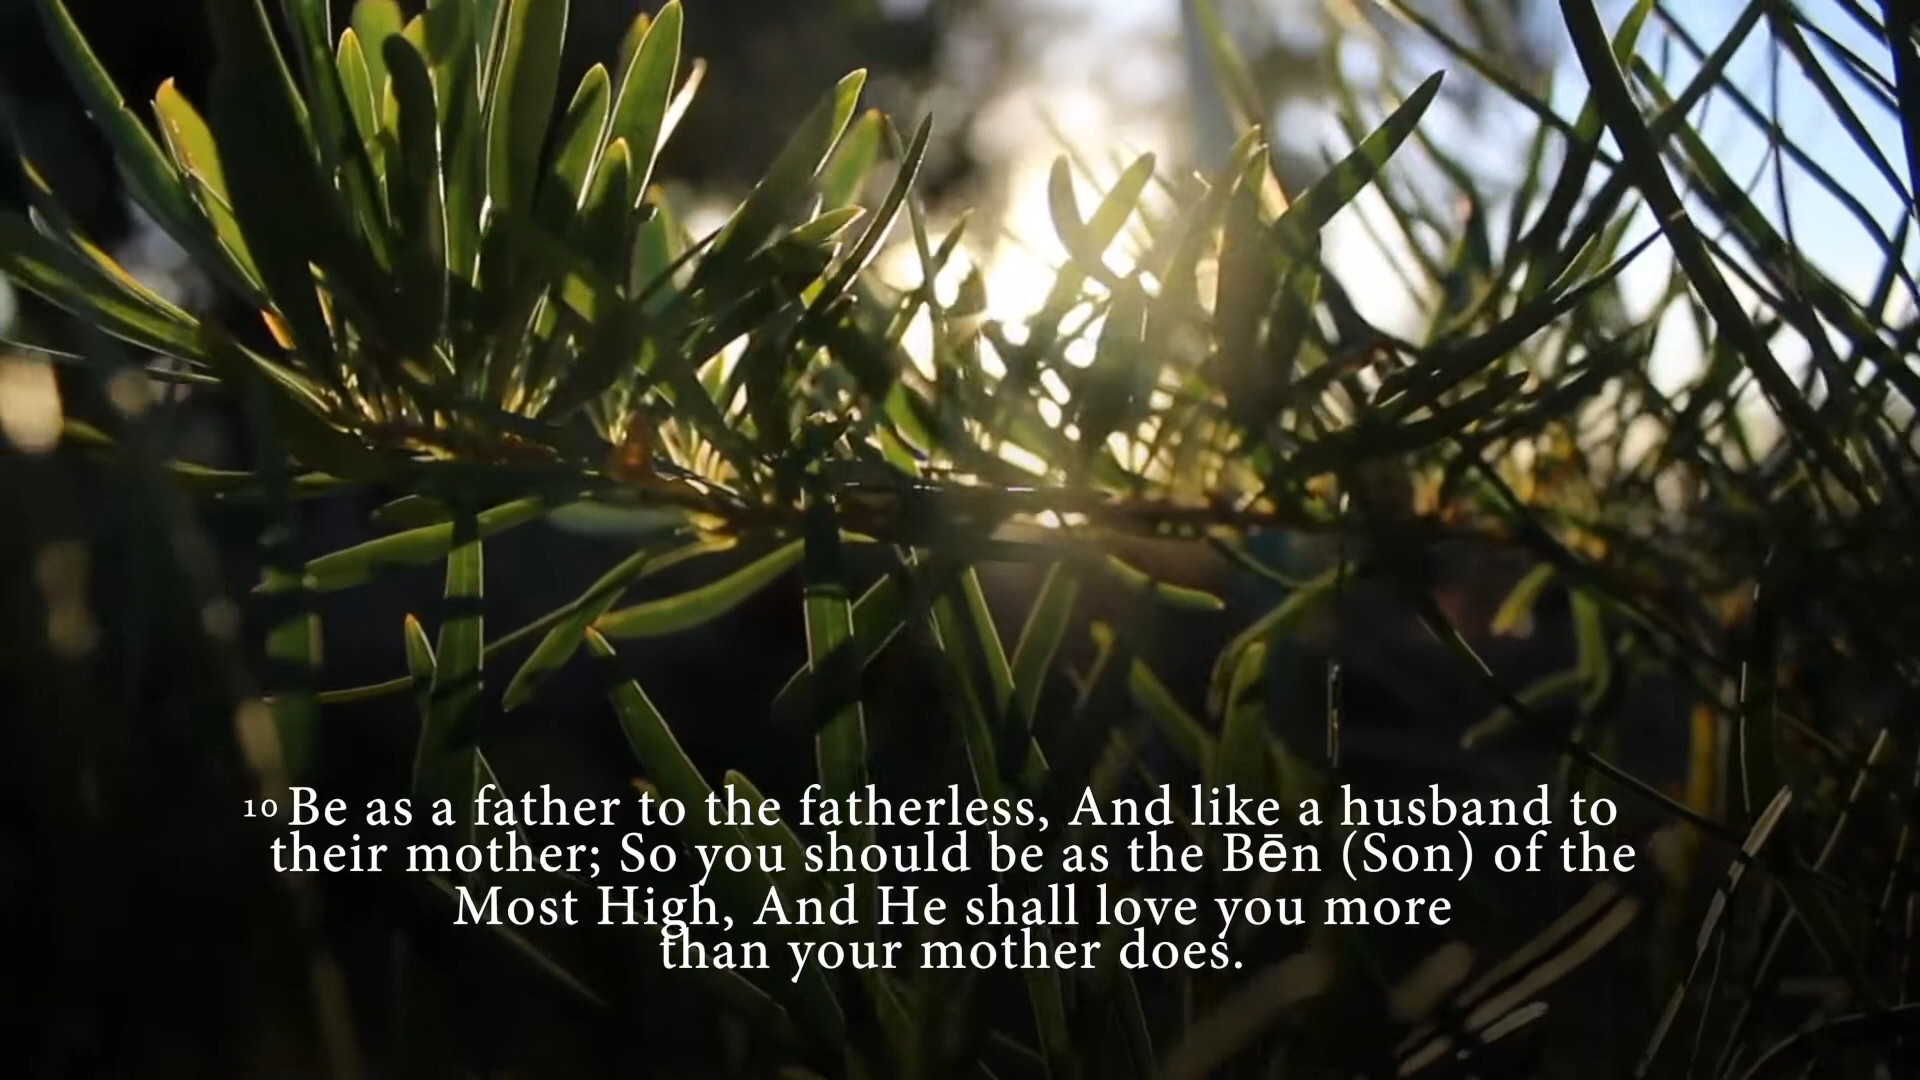 10 Be as a father to the fatherless, And like a husband to
their mother; So you should be as the Bēn (Son) of the
Most High, And He shall love you more
than your mother does.